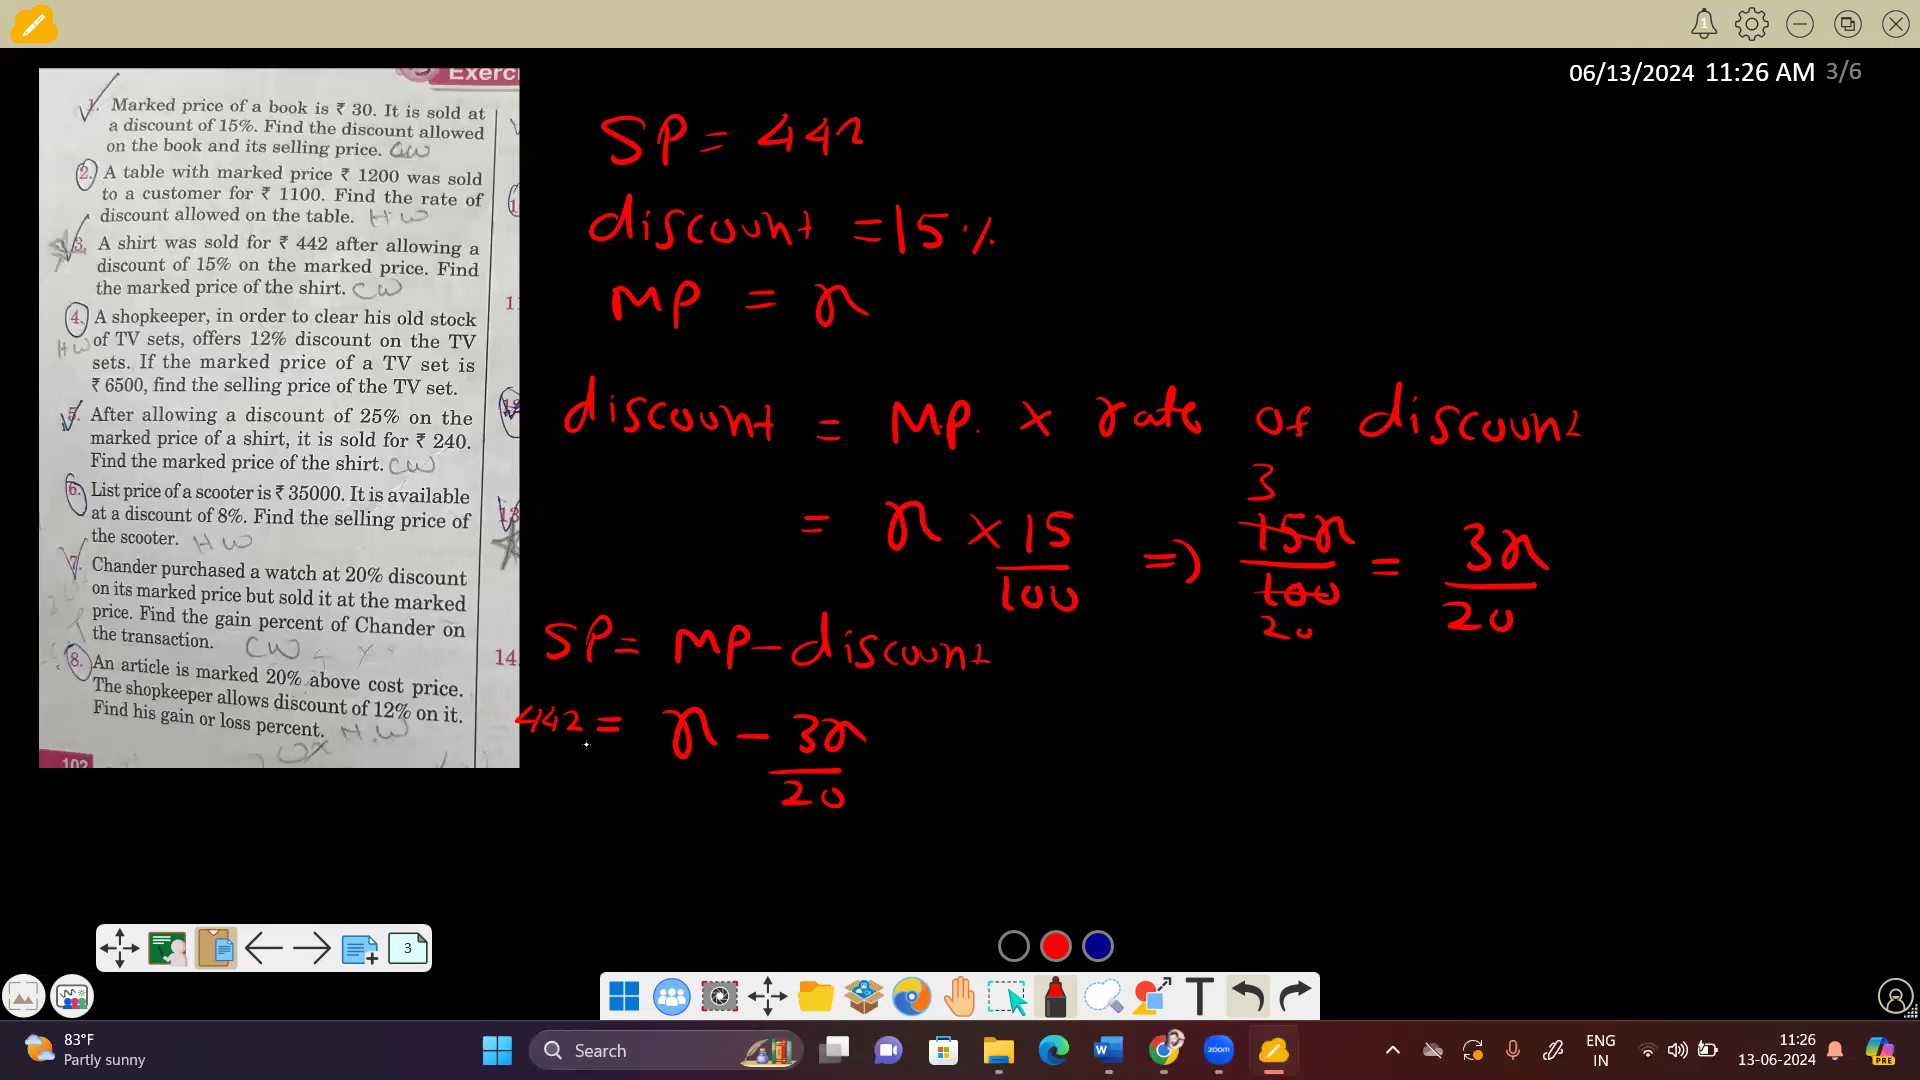 06/13/2024 11:26 AM 3/6
Exerci
1. Marked price of a book is ₹ 30. It is sold at
a discount of 15%. Find the discount allowed
on the book and its selling price. CW
2. A table with marked price ₹ 1200 was sold
to a customer for ₹ 1100. Find the rate of
discount allowed on the table. HW
3. A shirt was sold for ₹ 442 after allowing a
discount of 15% on the marked price. Find
the marked price of the shirt. CW
4. A shopkeeper, in order to clear his old stock
HW of TV sets, offers 12% discount on the TV
sets. If the marked price of a TV set is
₹ 6500, find the selling price of the TV set.
5. After allowing a discount of 25% on the
marked price of a shirt, it is sold for ₹ 240.
Find the marked price of the shirt. CW
6. List price of a scooter is ₹ 35000. It is available
at a discount of 8%. Find the selling price of
the scooter. HW
7. Chander purchased a watch at 20% discount
on its marked price but sold it at the marked
price. Find the gain percent of Chander on
the transaction. CW
8. An article is marked 20% above cost price.
The shopkeeper allows discount of 12% on it.
Find his gain or loss percent. H.W
102
11
13
14.
SP = 442
discount = 15%
MP = x
discount = M.P. × rate of discount
= x × 15/100 => 15x/100 = 3x/20
3
20
SP = MP - discount
442 = x - 3x/20
3
83°F
Partly sunny
Search
zoom
ENG
IN
11:26
13-06-2024
PRE